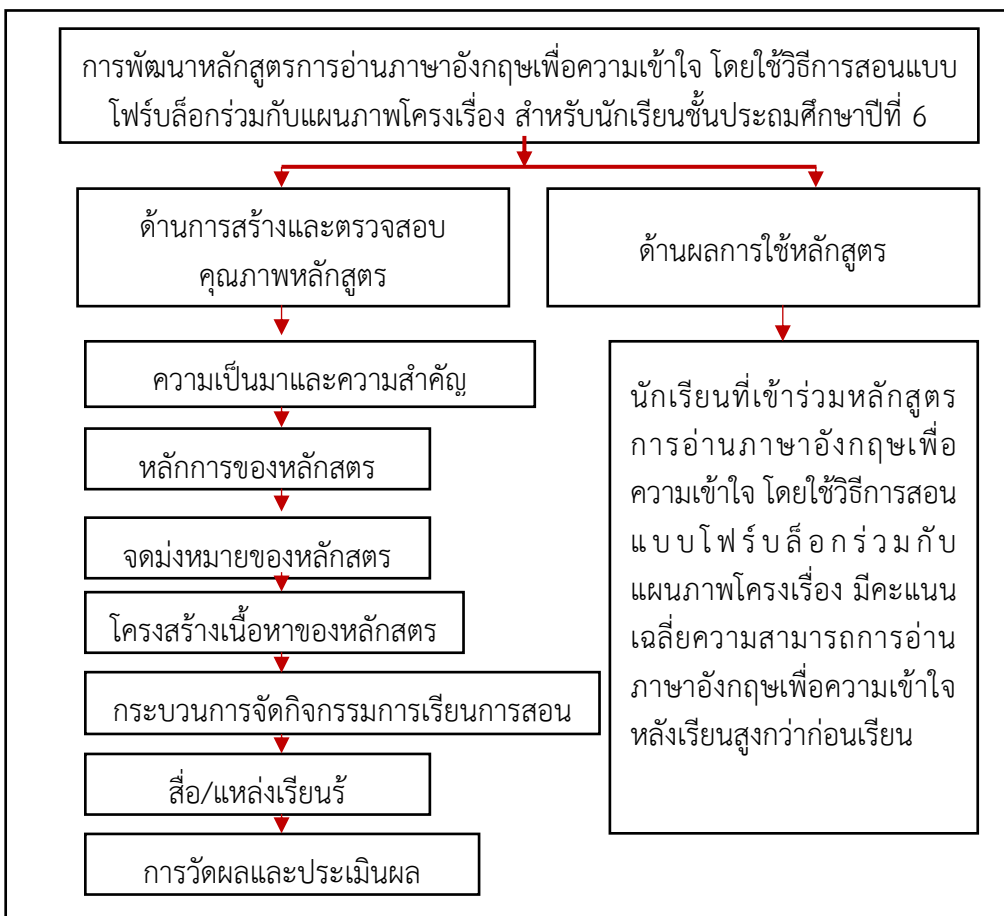 การพัฒนาหลักสูตรการอ่านภาษาอังกฤษเพื่อความเข้าใจ โดยใช้วิธีการสอนแบบ
โฟร์บล็อกร่วมกับแผนภาพโครงเรื่อง สำหรับนักเรียนชั้นประถมศึกษาปีที่ 6
ด้านการสร้างและตรวจสอบ
คุณภาพหลักสูตร
ความเป็นมาและความสำคัญ
หลักการของหลักสตร
จดม่งหมายของหลักสตร
โครงสร้างเนื้อหาของหลักสตร
กระบวนการจัดกิจกรรมการเรียนการสอน
สื่อ/แหล่งเรียนร้
การวัดผลและประเมินผล
ด้านผลการใช้หลักสูตร
นักเรียนที่เข้าร่วมหลักสูตร
การอ่านภาษาอังกฤษเพื่อ
ความเข้าใจ โดยใช้วิธีการสอน
แบบโฟร์บล็อกร่วมกับ
แผนภาพโครงเรื่อง มีคะแนน
เฉลี่ยความสามารถการอ่าน
ภาษาอังกฤษเพื่อความเข้าใจ
หลังเรียนสูงกว่าก่อนเรียน